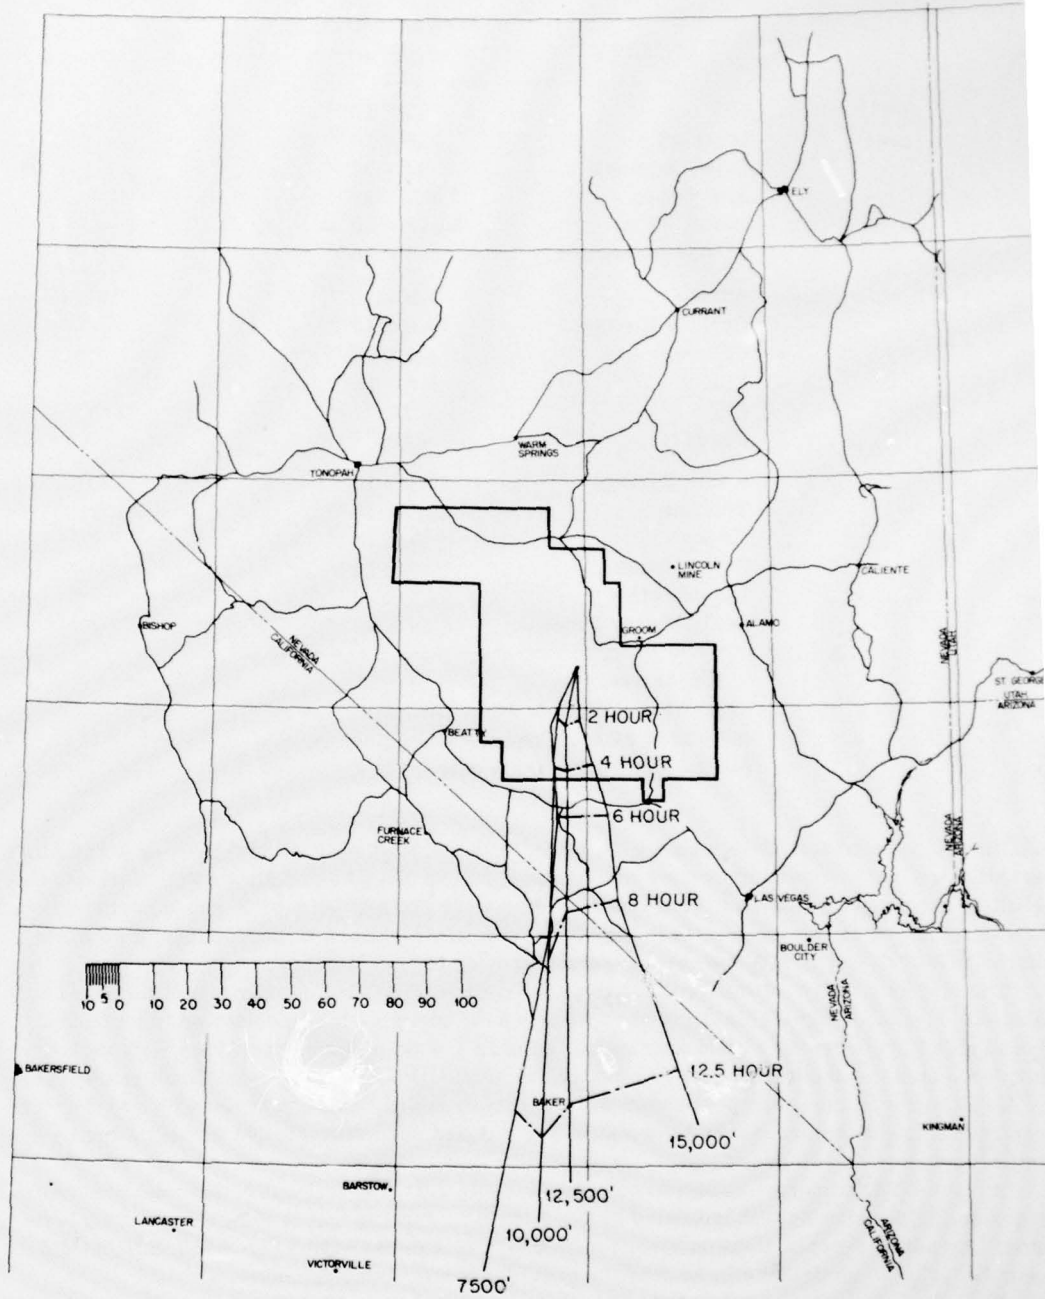 ELY
CURRANT
WARM
SPRINGS
TONOPAH
LINCOLN
MINE
CALIENTE
BISHOP
NEVADA
CALIFORNIA
GROOM
ALAMO
NEVADA
UTAH
ST. GEORGE
UTAH
ARIZONA
2 HOUR
BEATTY
4 HOUR
6 HOUR
FURNACE
CREEK
NEVADA
ARIZONA
8 HOUR
LAS VEGAS
BOULDER
CITY
10 5 0 10 20 30 40 50 60 70 80 90 100
NEVADA
ARIZONA
BAKERSFIELD
12.5 HOUR
BAKER
KINGMAN
15,000'
BARSTOW
12,500'
LANCASTER
10,000'
ARIZONA
CALIFORNIA
VICTORVILLE
7500'